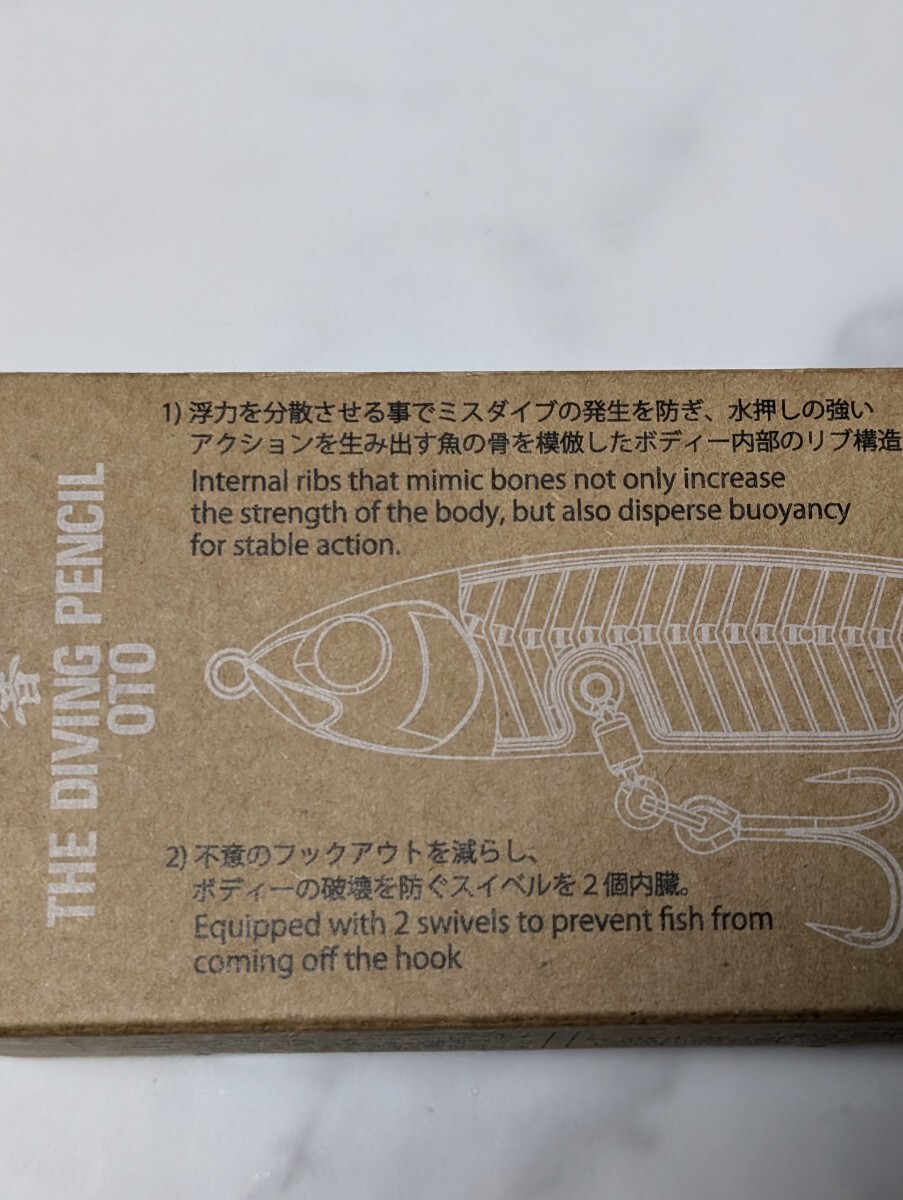 1) 浮力を分散させる事でミスダイブの発生を防ぎ、水押しの強い
アクションを生み出す魚の骨を模倣したボディー内部のリブ構造
Internal ribs that mimic bones not only increase
the strength of the body, but also disperse buoyancy
for stable action.
音
THE DIVING PENCIL
OTO
2) 不意のフックアウトを減らし、
ボディーの破壊を防ぐスイベルを2個内臓。
Equipped with 2 swivels to prevent fish from
coming off the hook